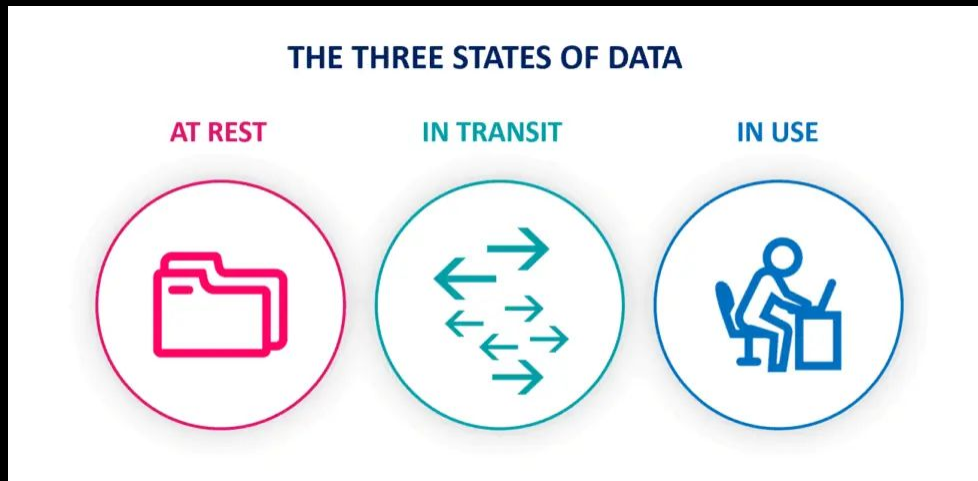 THE THREE STATES OF DATA
AT REST
IN TRANSIT
IN USE